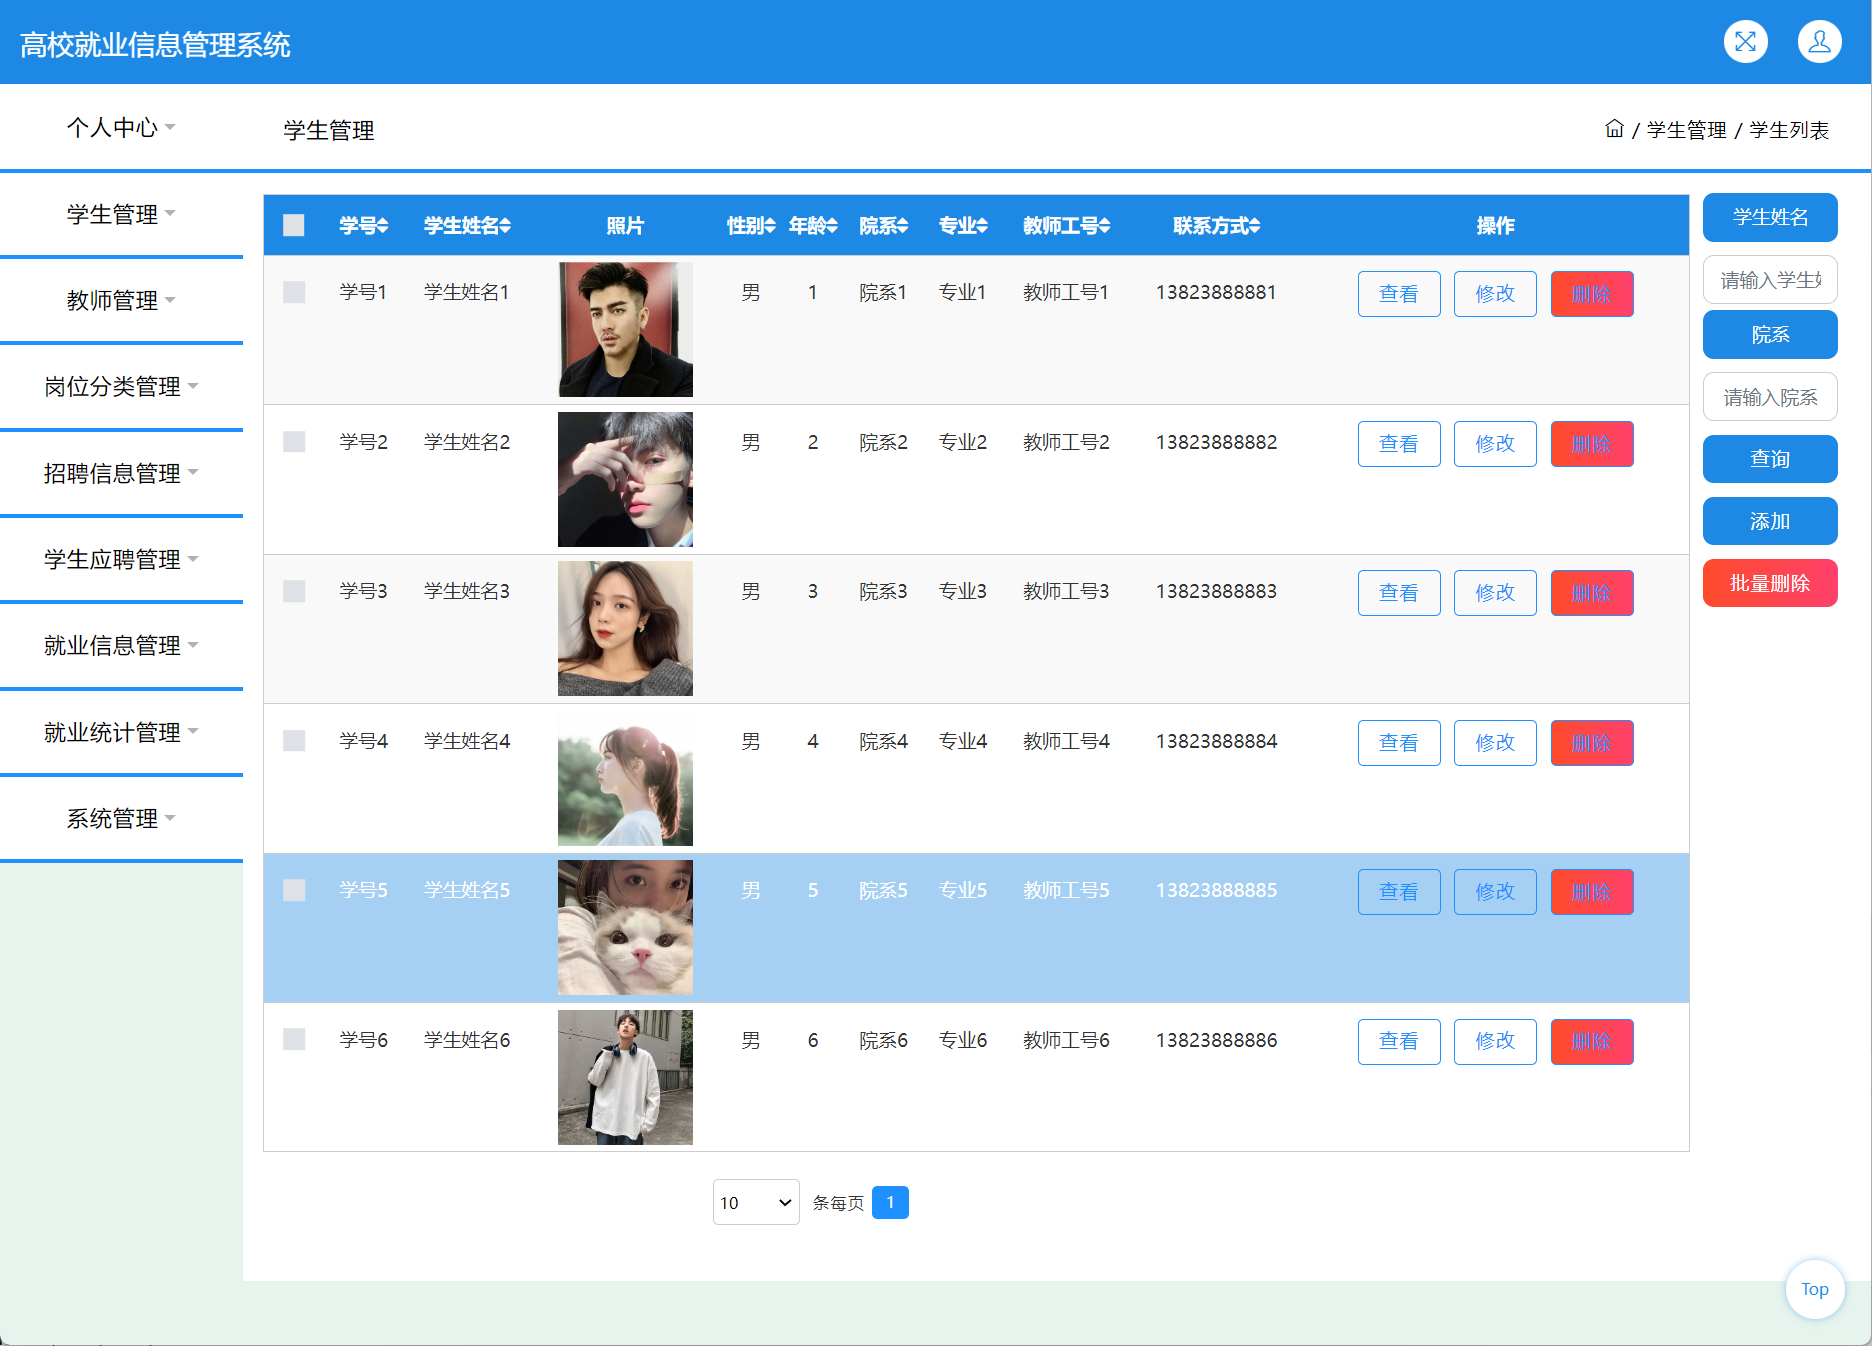 高校就业信息管理系统
个人中心
学生管理
/ 学生管理 / 学生列表
学生管理
教师管理
岗位分类管理
招聘信息管理
学生应聘管理
就业信息管理
就业统计管理
系统管理
学号 学生姓名 照片 性别 年龄 院系 专业 教师工号 联系方式 操作
学号1 学生姓名1 男 1 院系1 专业1 教师工号1 13823888881 查看 修改 删除
学号2 学生姓名2 男 2 院系2 专业2 教师工号2 13823888882 查看 修改 删除
学号3 学生姓名3 男 3 院系3 专业3 教师工号3 13823888883 查看 修改 删除
学号4 学生姓名4 男 4 院系4 专业4 教师工号4 13823888884 查看 修改 删除
学号5 学生姓名5 男 5 院系5 专业5 教师工号5 13823888885 查看 修改 删除
学号6 学生姓名6 男 6 院系6 专业6 教师工号6 13823888886 查看 修改 删除
10 条每页 1
学生姓名
请输入学生
院系
请输入院系
查询
添加
批量删除
Top